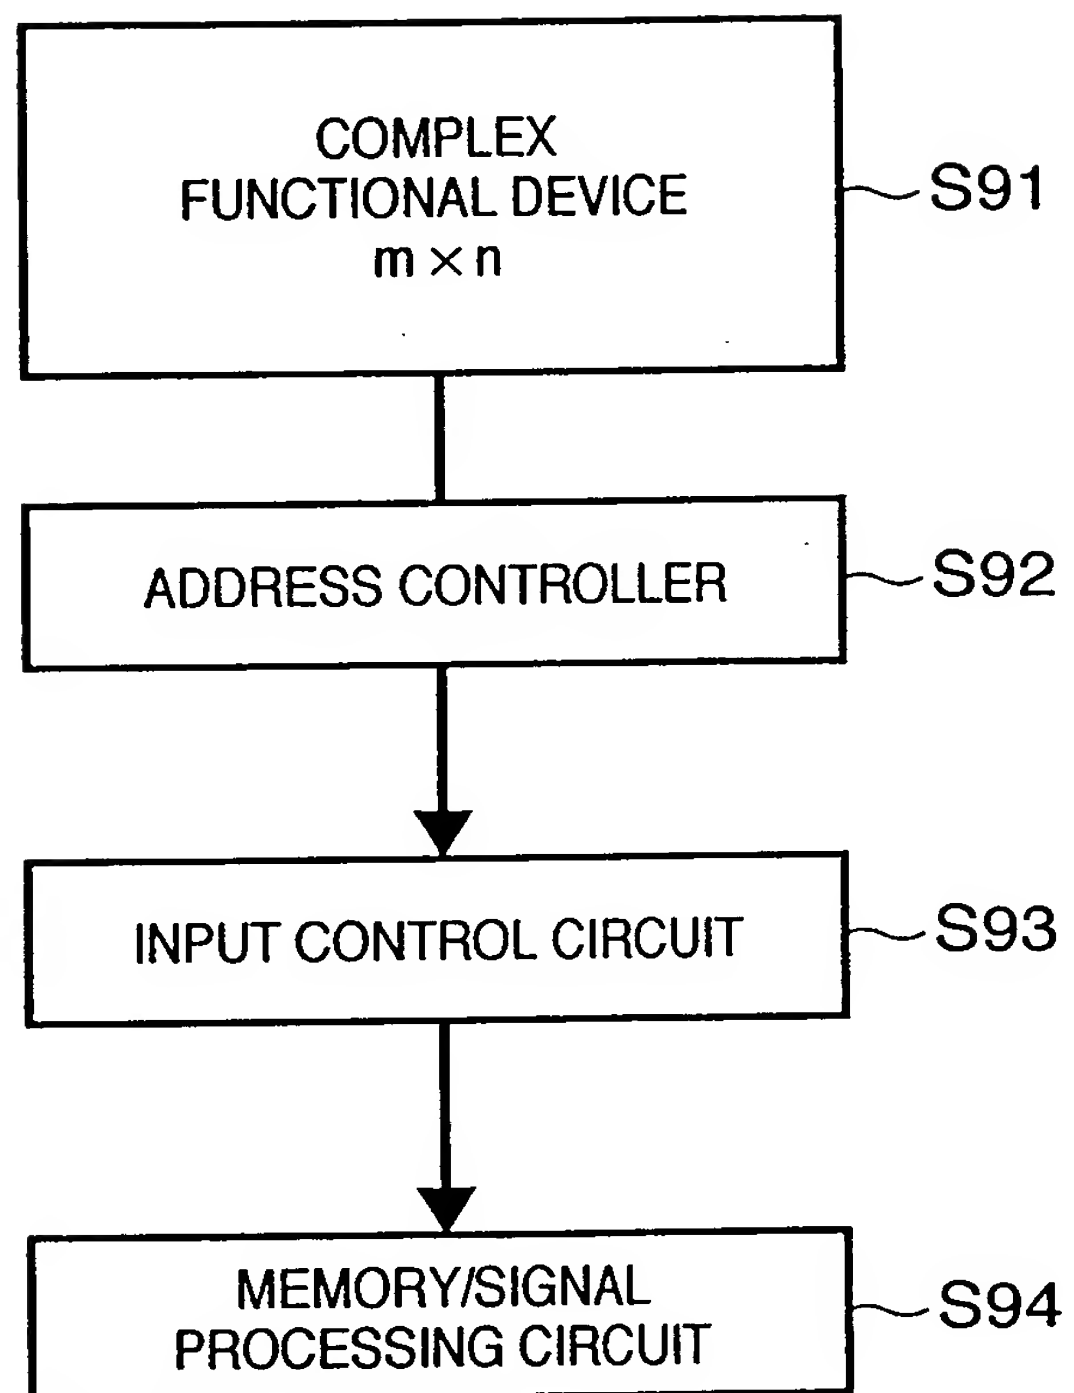 COMPLEX
FUNCTIONAL DEVICE
m × n
S91
ADDRESS CONTROLLER
S92
INPUT CONTROL CIRCUIT
S93
MEMORY/SIGNAL
PROCESSING CIRCUIT
S94